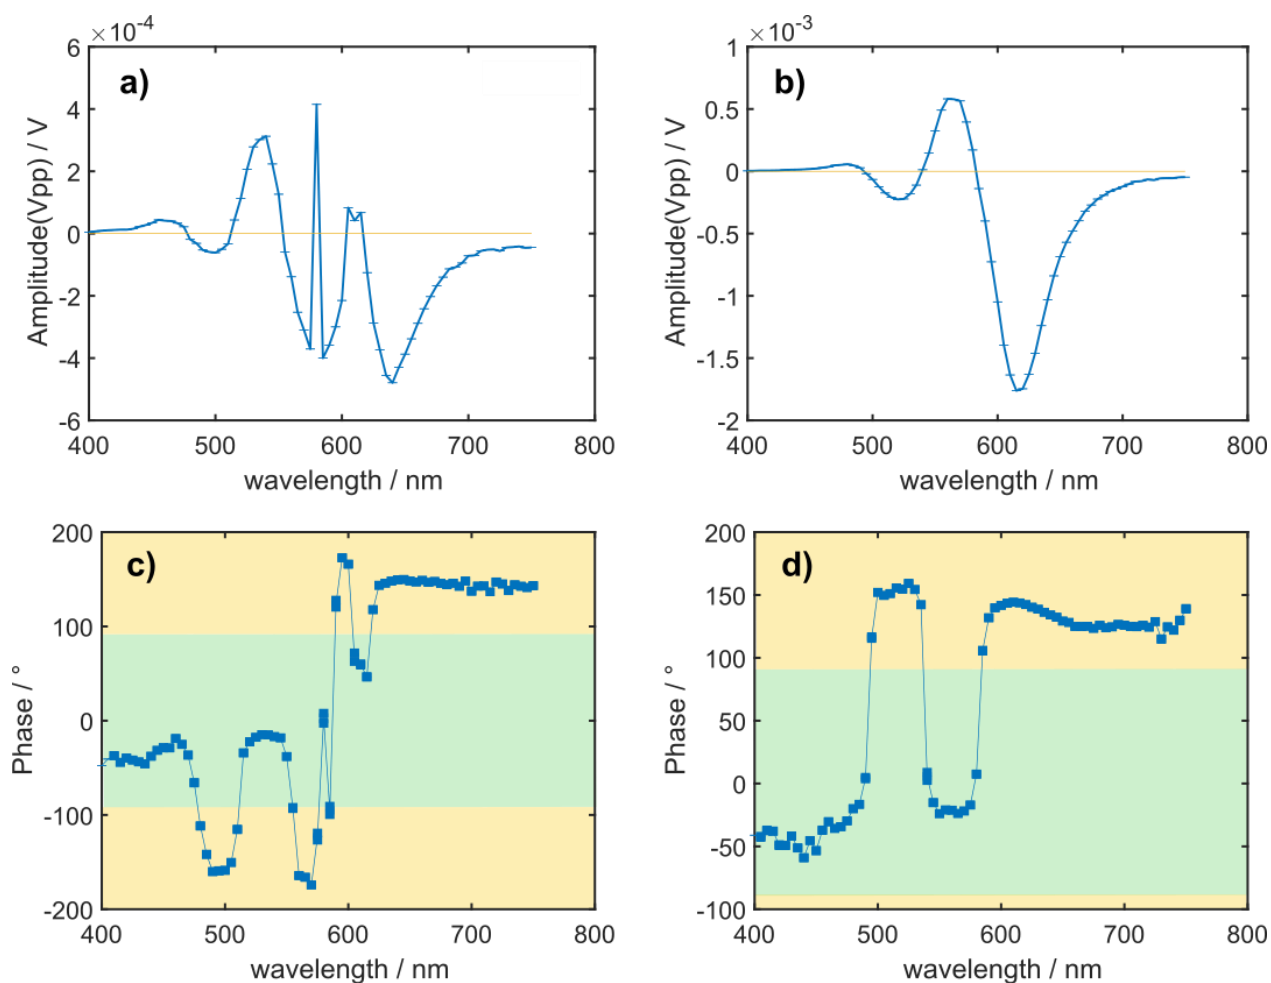 ×10⁻⁴
6
4
2
0
-2
-4
-6
a)
Amplitude(Vpp) / V
400 500 600 700 800
wavelength / nm
×10⁻³
1
0.5
0
-0.5
-1
-1.5
-2
b)
Amplitude(Vpp) / V
400 500 600 700 800
wavelength / nm
200
100
0
-100
-200
c)
Phase / °
400 500 600 700 800
wavelength / nm
200
150
100
50
0
-50
-100
d)
Phase / °
400 500 600 700 800
wavelength / nm